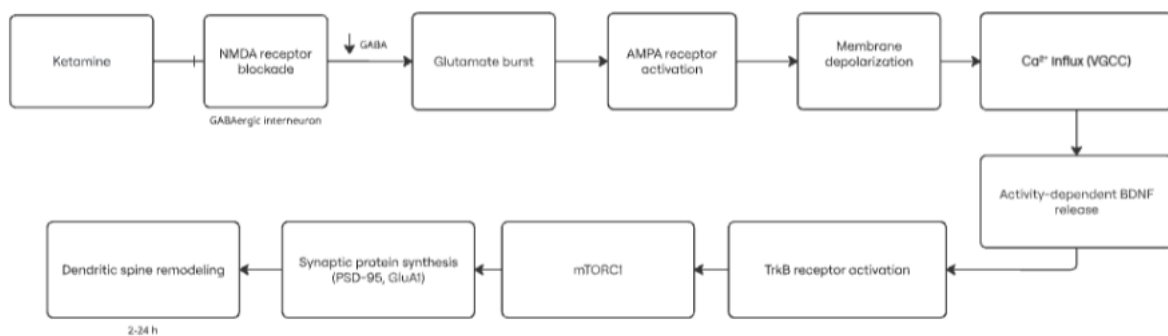 Ketamine
NMDA receptor
blockade
GABAergic interneuron
GABA
Glutamate burst
AMPA receptor
activation
Membrane
depolarization
Ca²⁺ Influx (VGCC)
Activity-dependent BDNF
release
TrkB receptor activation
mTORC1
Synaptic protein synthesis
(PSD-95, GluA1)
Dendritic spine remodeling
2-24 h